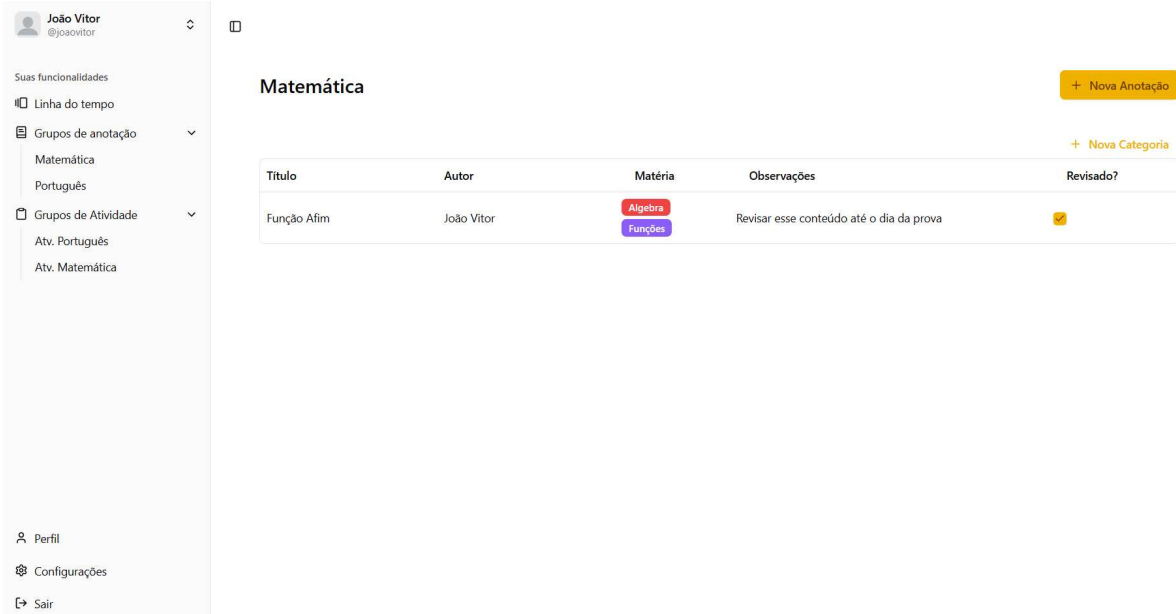 João Vitor
@joaovitor
Suas funcionalidades
Linha do tempo
Grupos de anotação
Matemática
Português
Grupos de Atividade
Atv. Português
Atv. Matemática
Perfil
Configurações
Sair
Matemática
+ Nova Anotação
+ Nova Categoria
Título Autor Matéria Observações Revisado?
Função Afim João Vitor Algebra Revisar esse conteúdo até o dia da prova
Funções